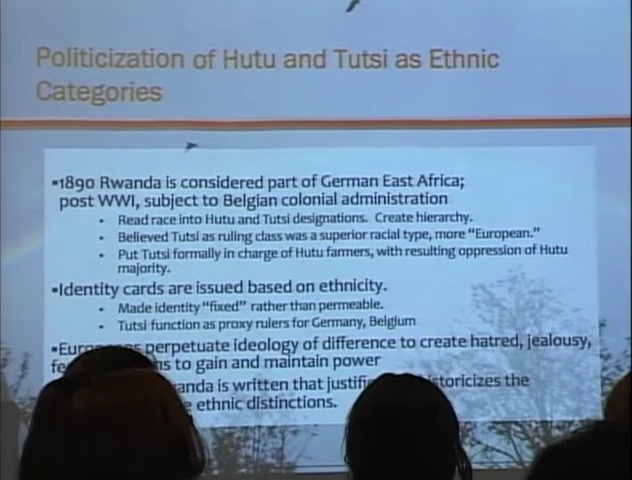 Politicization of Hutu and Tutsi as Ethnic
Categories
▪1890 Rwanda is considered part of German East Africa;
post WWI, subject to Belgian colonial administration
• Read race into Hutu and Tutsi designations. Create hierarchy.
• Believed Tutsi as ruling class was a superior racial type, more “European.”
• Put Tutsi formally in charge of Hutu farmers, with resulting oppression of Hutu
majority.
▪Identity cards are issued based on ethnicity.
• Made identity “fixed” rather than permeable.
• Tutsi function as proxy rulers for Germany, Belgium
perpetuate ideology of difference to create hatred, jealousy,
to gain and maintain power
is written that the
ethnic distinctions.